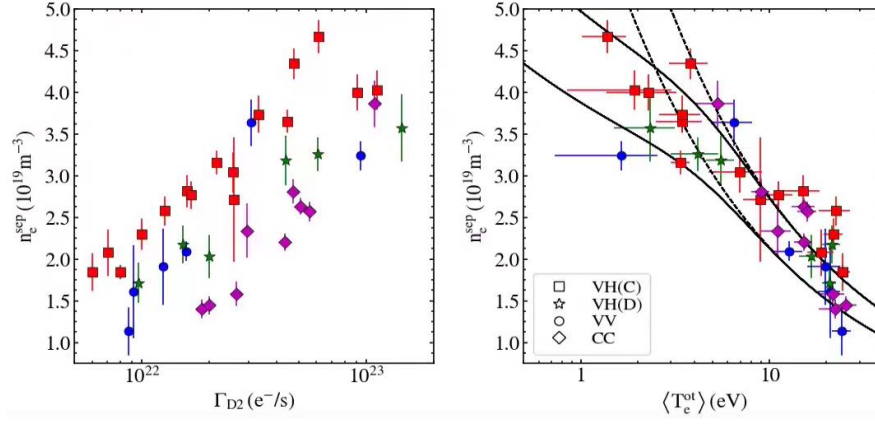 5.0
4.5
4.0
3.5
3.0
2.5
2.0
1.5
1.0
n_e^sep (10^19 m^−3)
10^22
10^23
Γ_D2 (e^−/s)
5.0
4.5
4.0
3.5
3.0
2.5
2.0
1.5
1.0
n_e^sep (10^19 m^−3)
VH(C)
VH(D)
VV
CC
1
10
⟨T_e^ot⟩ (eV)